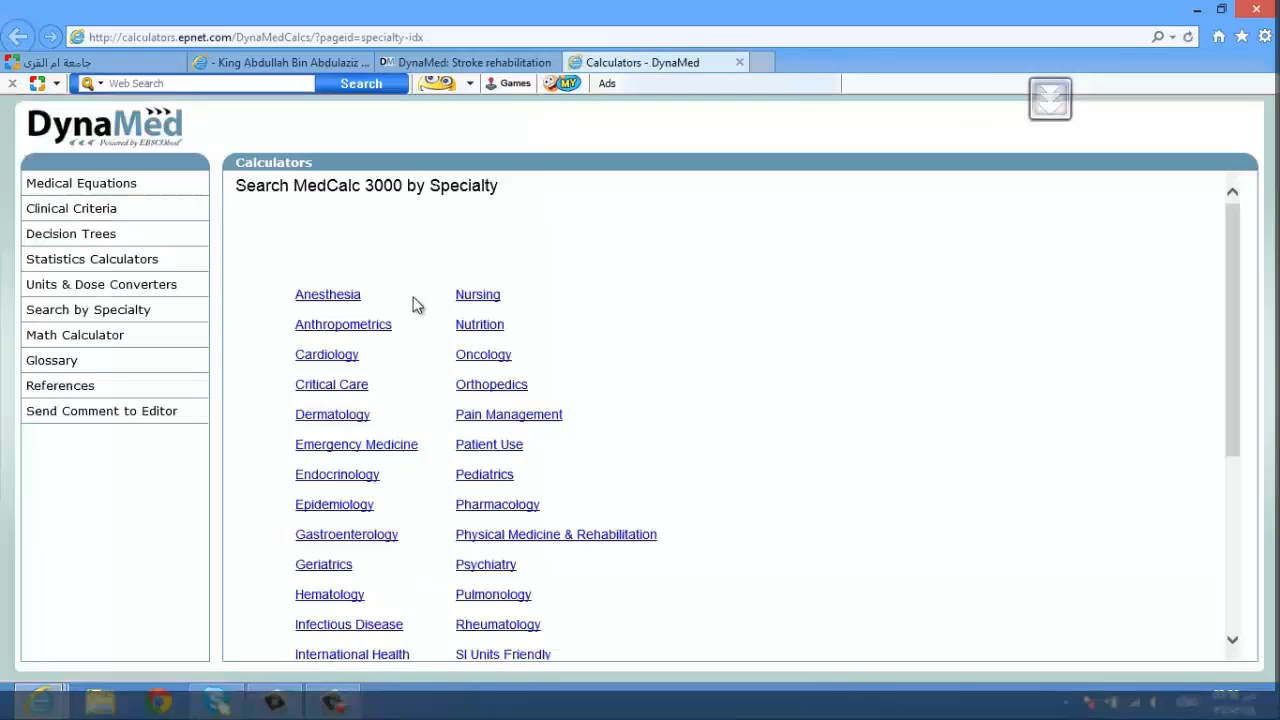 http://calculators.epnet.com/DynaMedCalcs/?pageid=specialty-idx
جامعة ام القرى
- King Abdullah Bin Abdulaziz ...
DM DynaMed: Stroke rehabilitation
Calculators - DynaMed
Web Search
Search
Games
MY
Ads
DynaMed
Powered by EBSCOhost
Medical Equations
Clinical Criteria
Decision Trees
Statistics Calculators
Units & Dose Converters
Search by Specialty
Math Calculator
Glossary
References
Send Comment to Editor
Calculators
Search MedCalc 3000 by Specialty
Anesthesia
Anthropometrics
Cardiology
Critical Care
Dermatology
Emergency Medicine
Endocrinology
Epidemiology
Gastroenterology
Geriatrics
Hematology
Infectious Disease
International Health
Nursing
Nutrition
Oncology
Orthopedics
Pain Management
Patient Use
Pediatrics
Pharmacology
Physical Medicine & Rehabilitation
Psychiatry
Pulmonology
Rheumatology
SI Units Friendly